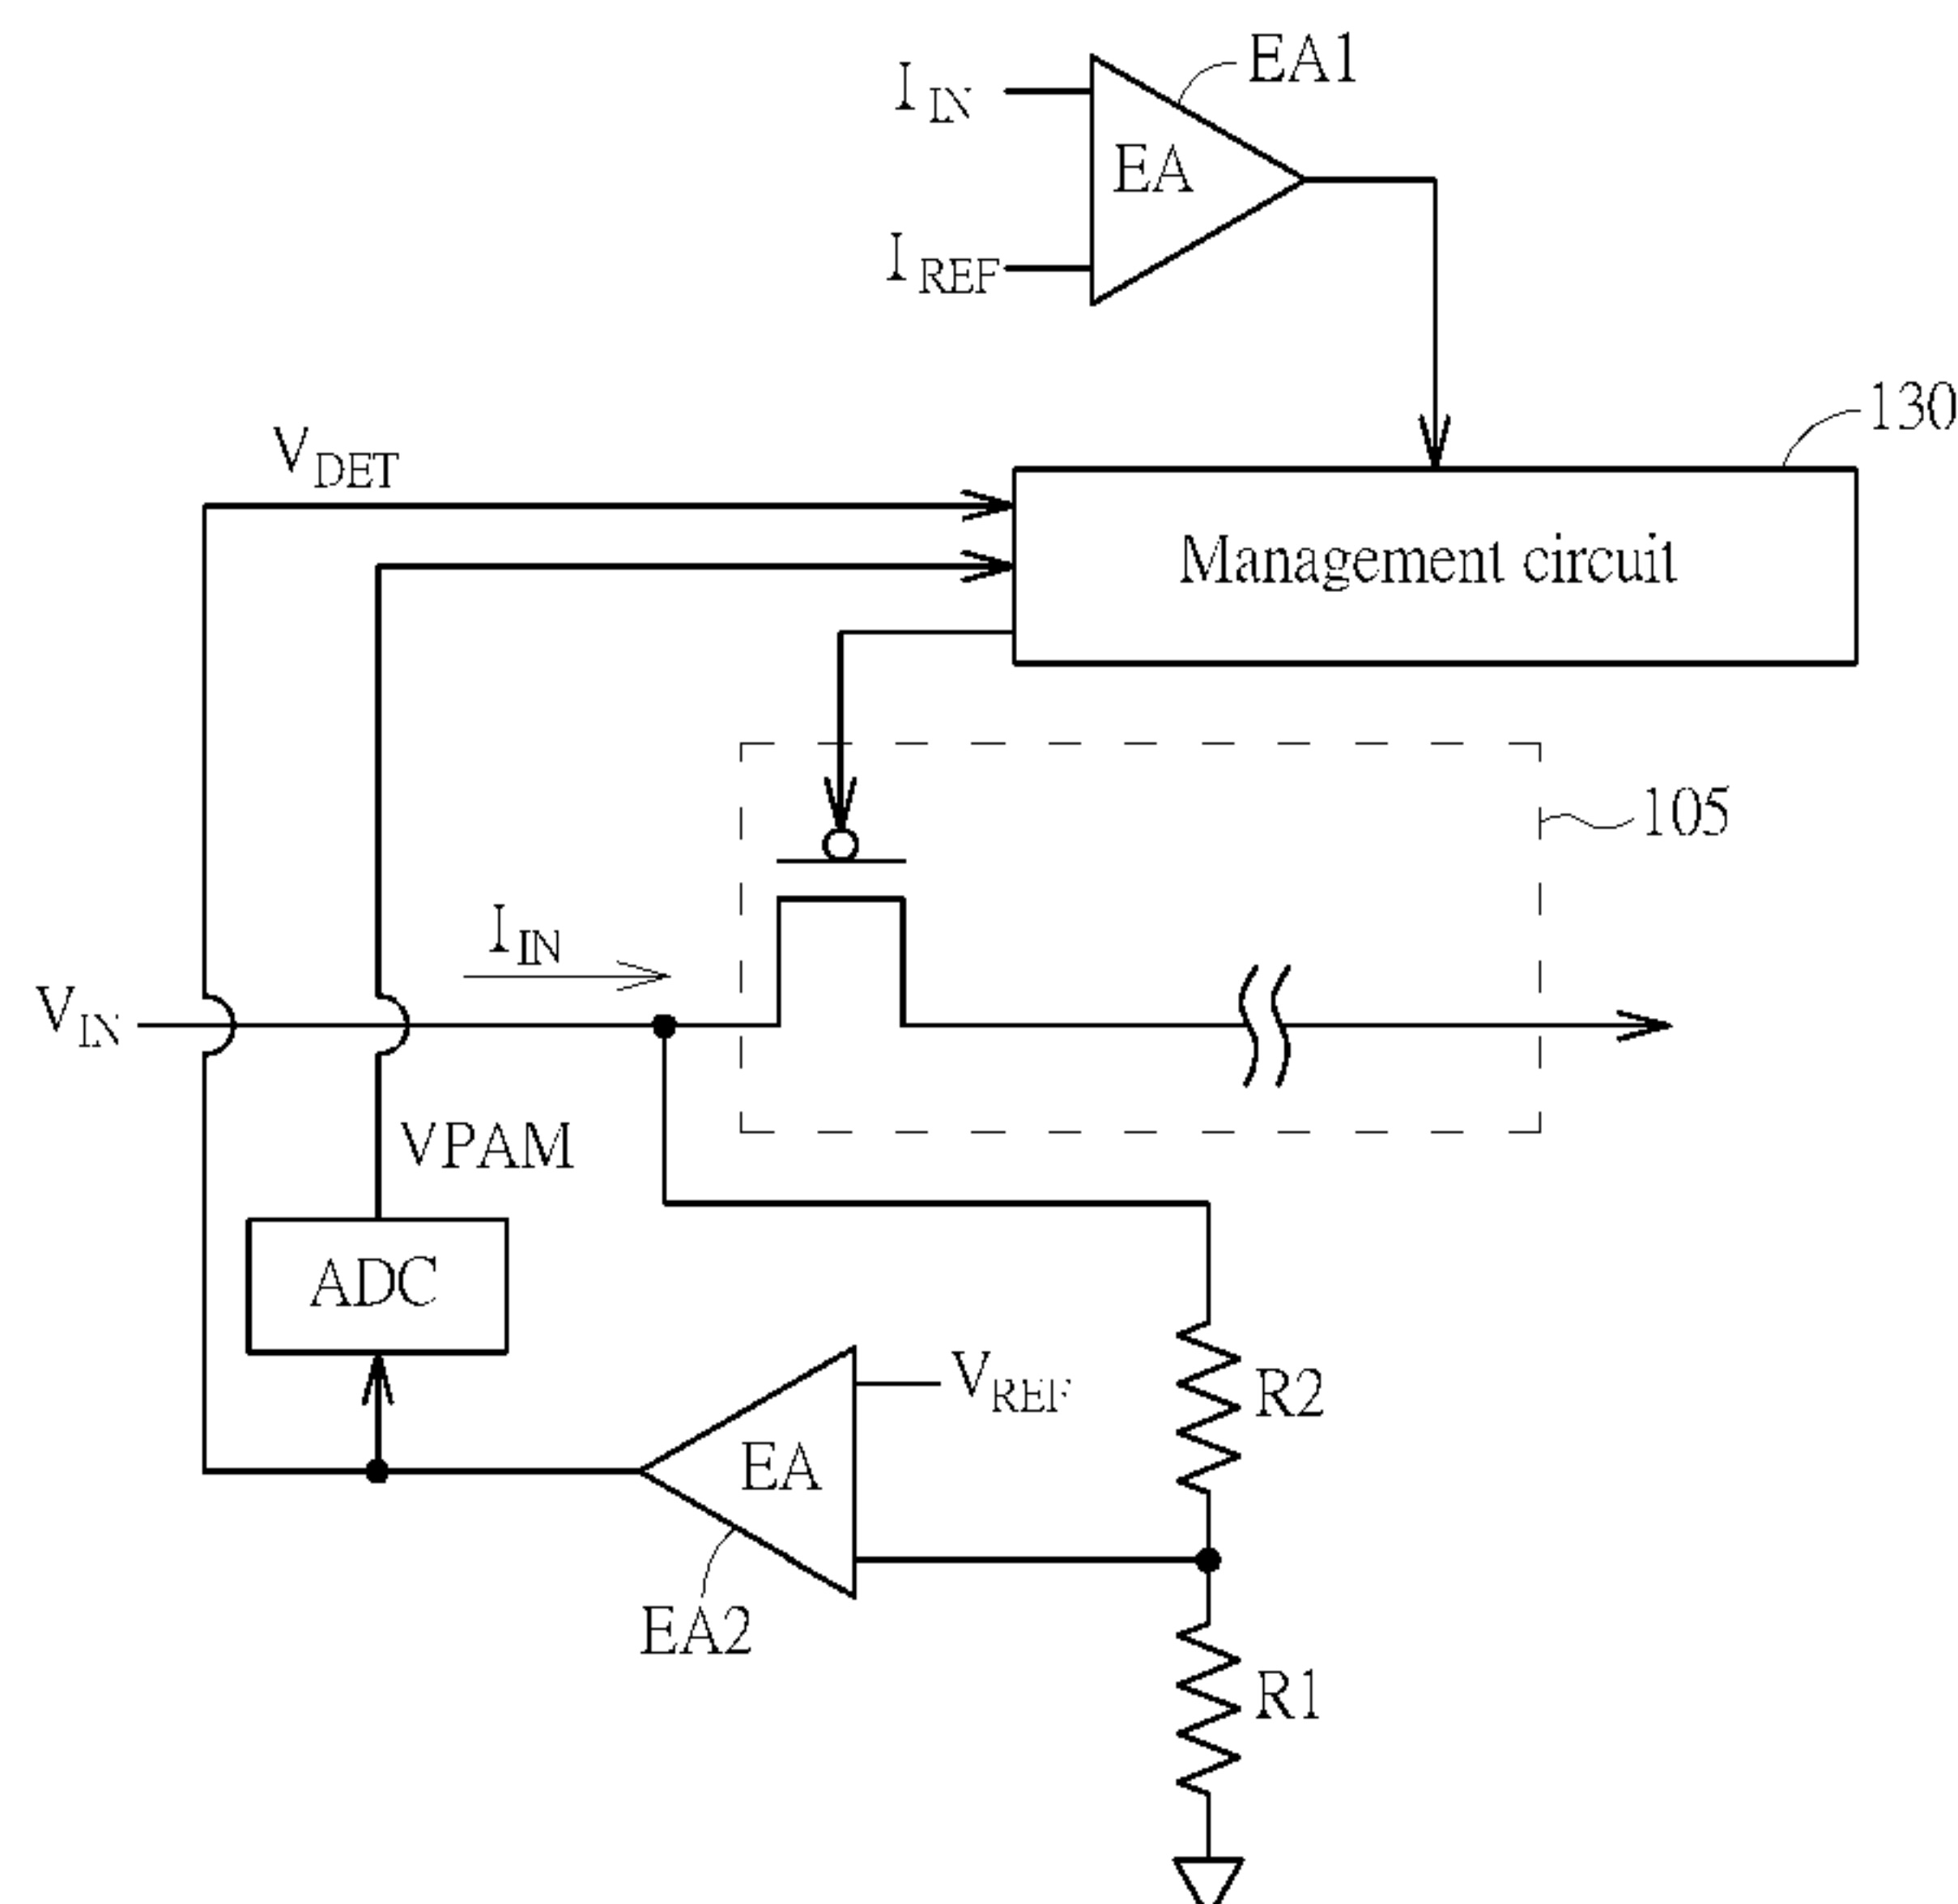 I_IN
EA1
EA
I_REF
130
V_DET
Management circuit
105
I_IN
V_IN
VPAM
ADC
V_REF
R2
EA
EA2
R1